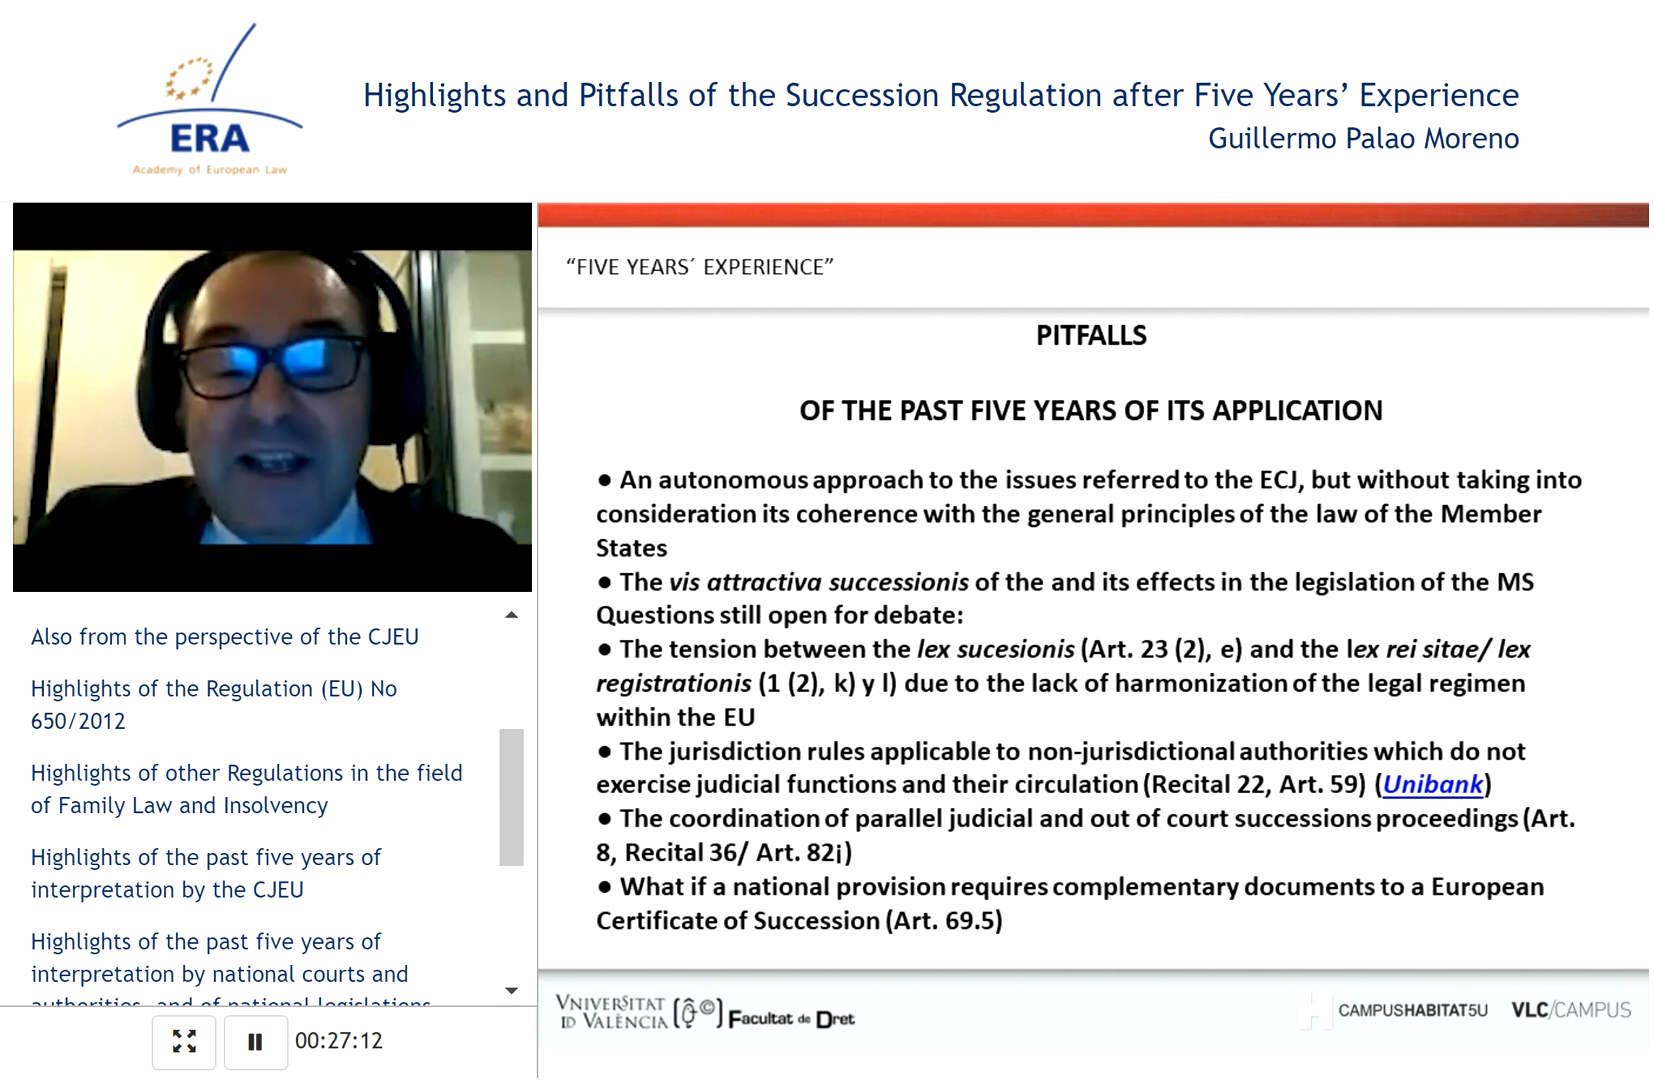 ERA
Academy of European Law
Highlights and Pitfalls of the Succession Regulation after Five Years’ Experience
Guillermo Palao Moreno
“FIVE YEARS´ EXPERIENCE”
PITFALLS
OF THE PAST FIVE YEARS OF ITS APPLICATION
● An autonomous approach to the issues referred to the ECJ, but without taking into
consideration its coherence with the general principles of the law of the Member
States
● The vis attractiva successionis of the and its effects in the legislation of the MS
Questions still open for debate:
● The tension between the lex sucesionis (Art. 23 (2), e) and the lex rei sitae/ lex
registrationis (1 (2), k) y l) due to the lack of harmonization of the legal regimen
within the EU
● The jurisdiction rules applicable to non-jurisdictional authorities which do not
exercise judicial functions and their circulation (Recital 22, Art. 59) (Unibank)
● The coordination of parallel judicial and out of court successions proceedings (Art.
8, Recital 36/ Art. 82¡)
● What if a national provision requires complementary documents to a European
Certificate of Succession (Art. 69.5)
VNIVERSITAT
ID VALÈNCIA
Facultat de Dret
CAMPUSHABITAT5U
VLC/CAMPUS
Also from the perspective of the CJEU
Highlights of the Regulation (EU) No
650/2012
Highlights of other Regulations in the field
of Family Law and Insolvency
Highlights of the past five years of
interpretation by the CJEU
Highlights of the past five years of
interpretation by national courts and
authorities, and of national legislations
00:27:12